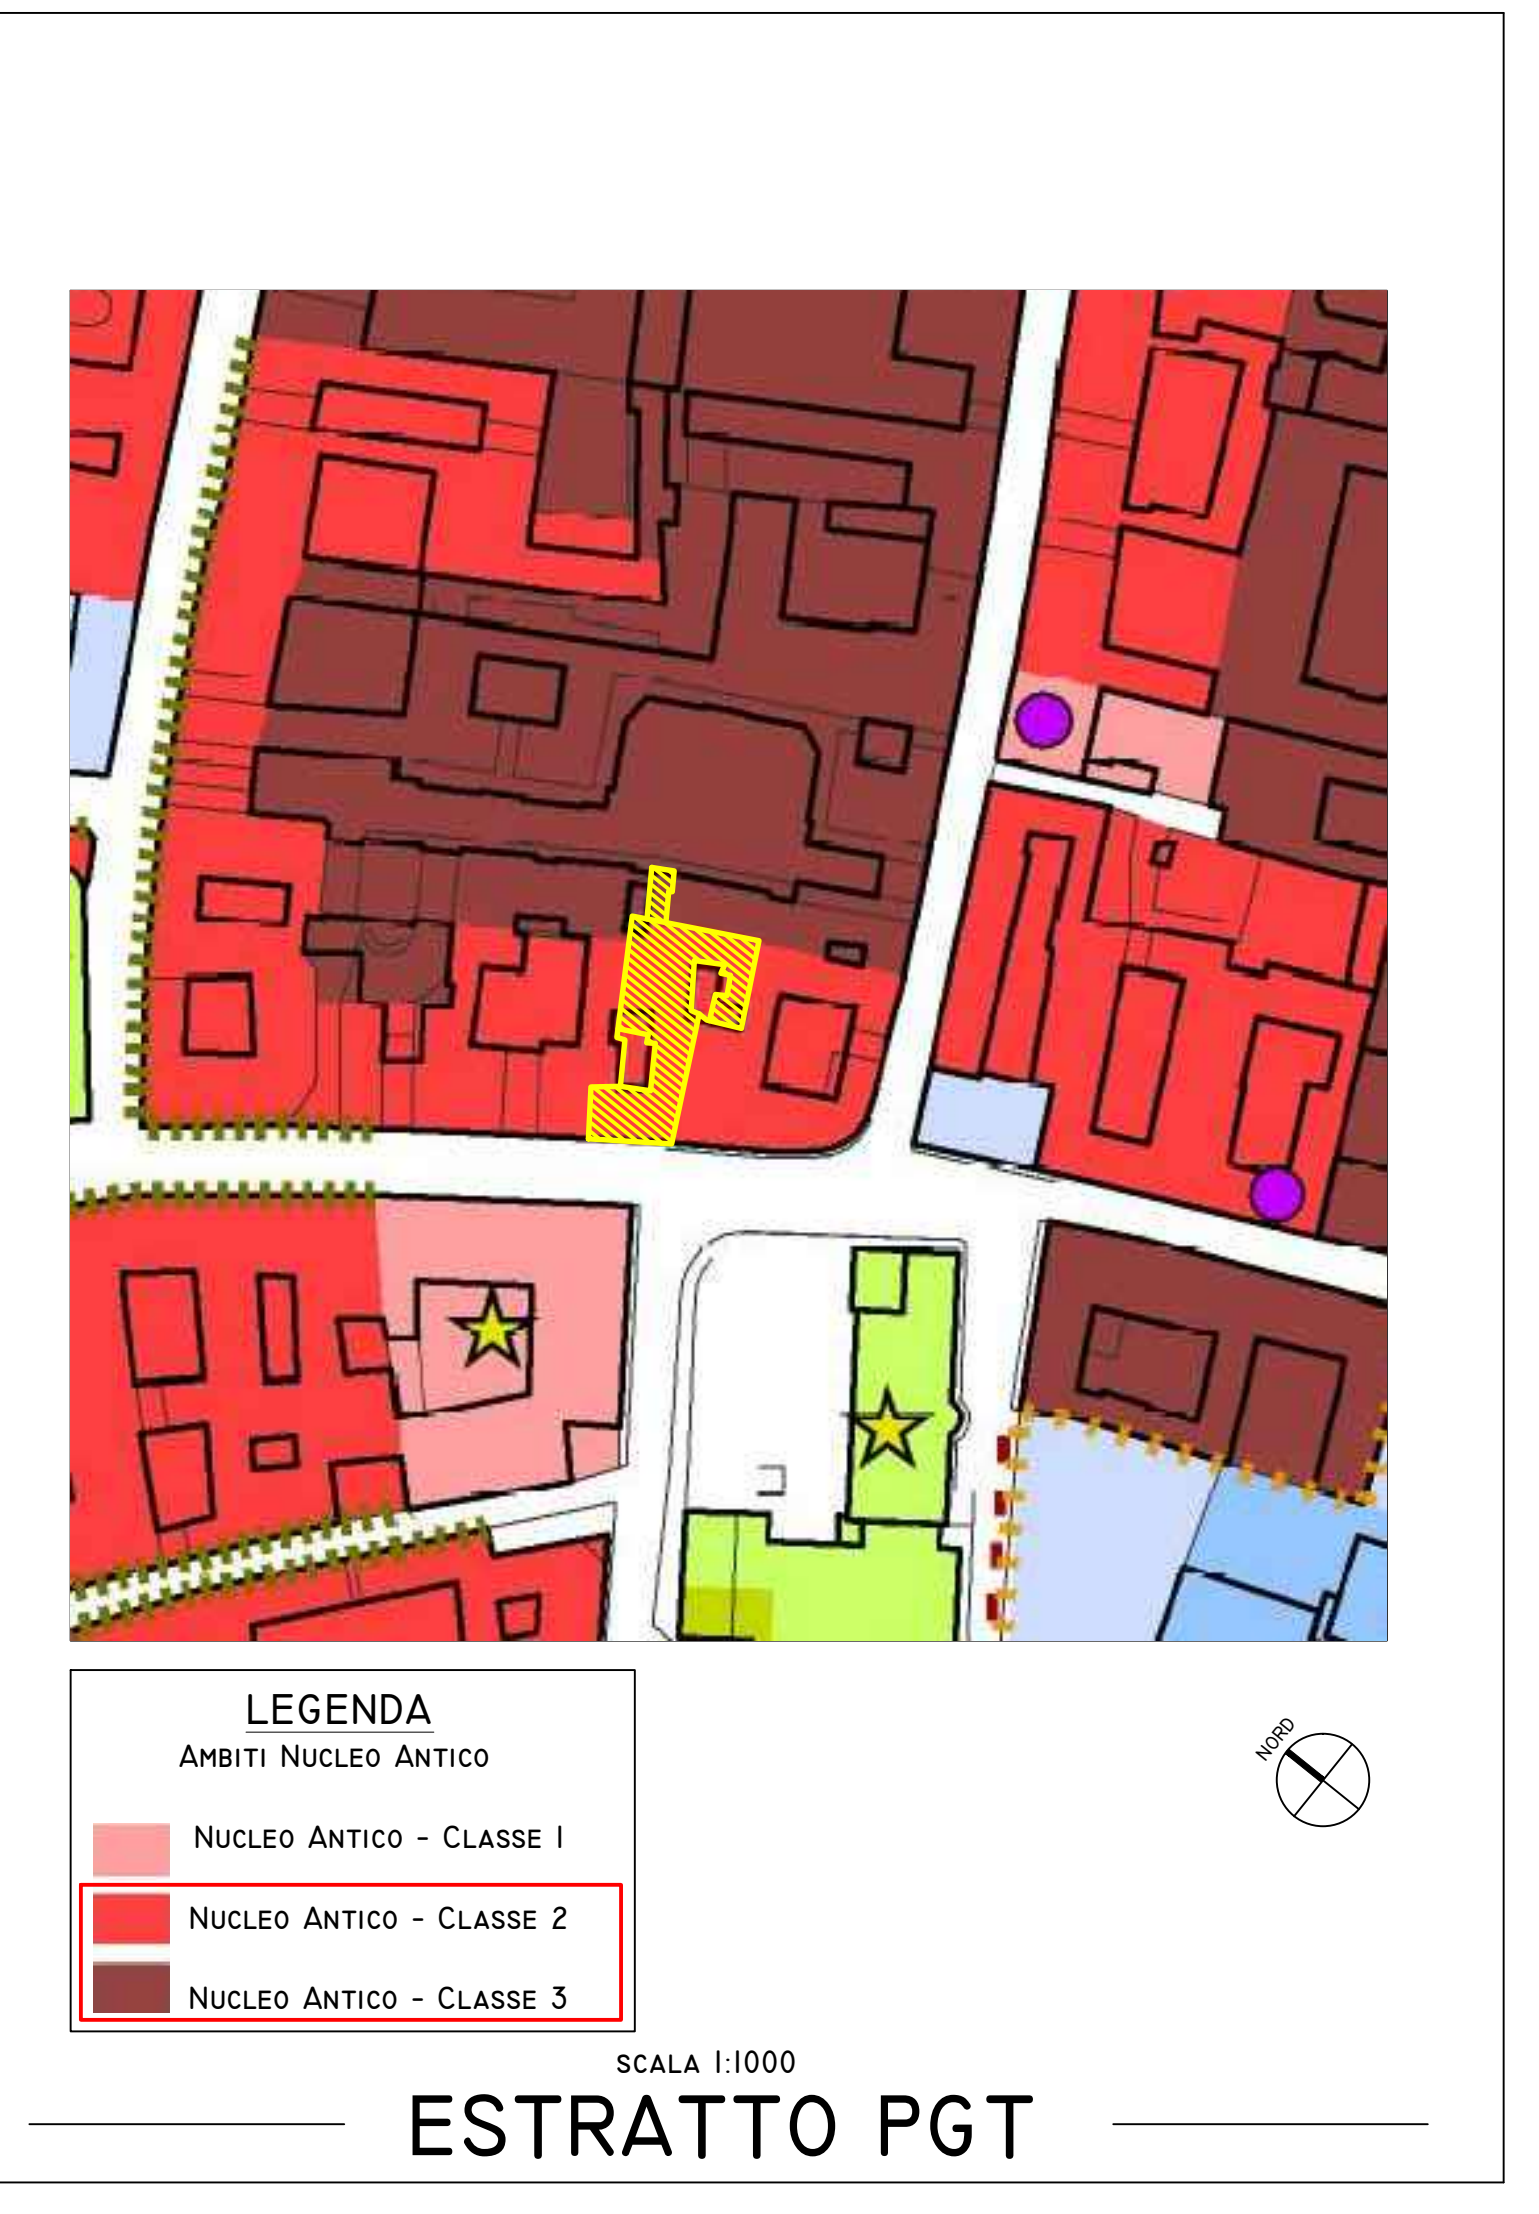 LEGENDA
AMBITI NUCLEO ANTICO
NUCLEO ANTICO - CLASSE 1
NUCLEO ANTICO - CLASSE 2
NUCLEO ANTICO - CLASSE 3
NORD
SCALA 1:1000
ESTRATTO PGT